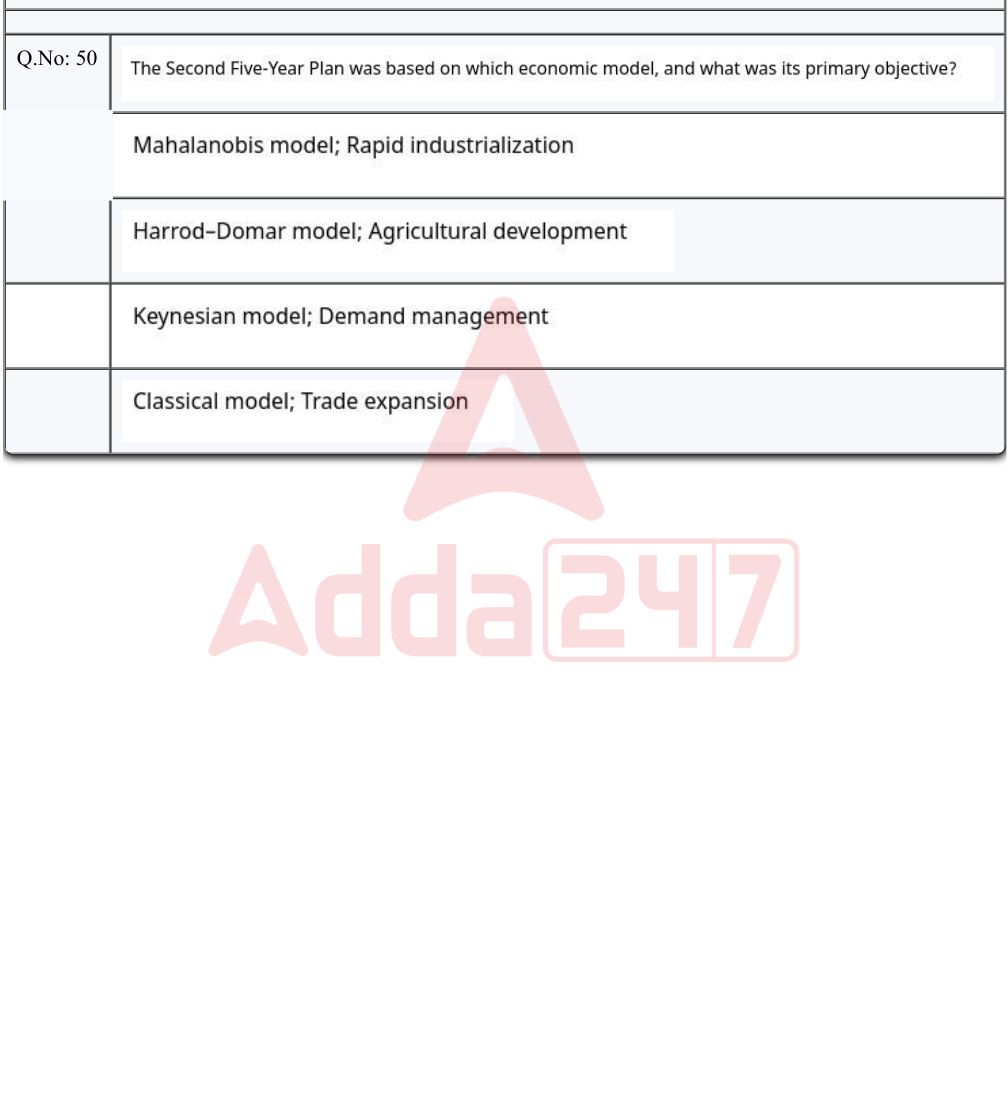 Q.No: 50
The Second Five-Year Plan was based on which economic model, and what was its primary objective?
Mahalanobis model; Rapid industrialization
Harrod–Domar model; Agricultural development
Keynesian model; Demand management
Classical model; Trade expansion
Adda247